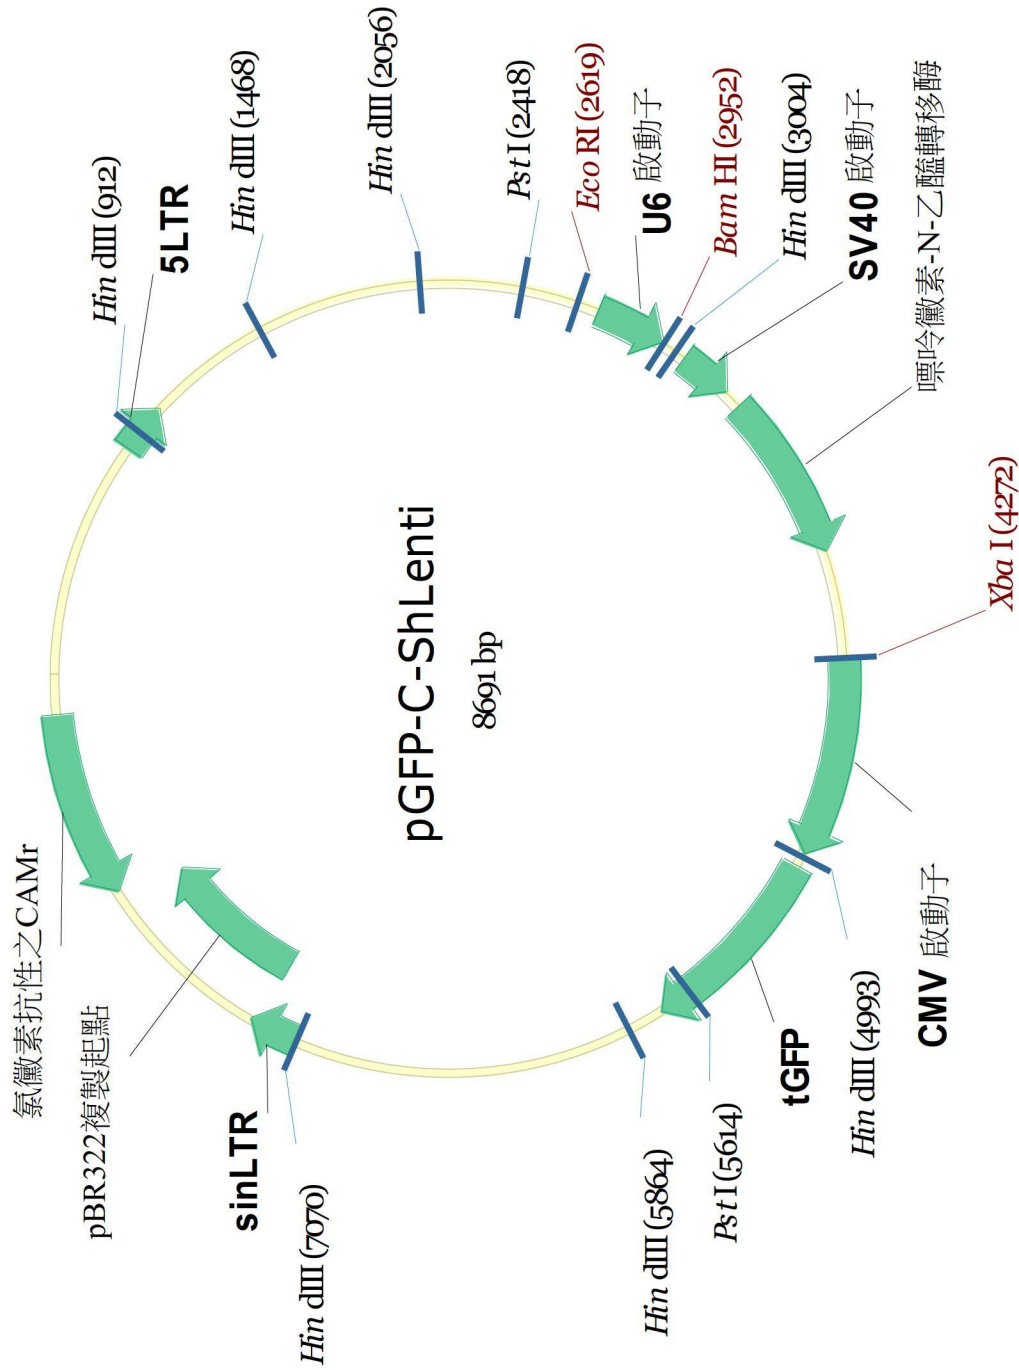 pGFP-C-ShLenti
8691 bp
Hin dIII (912)
5LTR
Hin dIII (1468)
Hin dIII (2056)
Pst I (2418)
Eco RI (2619)
U6 啟動子
Bam HI (2952)
Hin dIII (3004)
SV40 啟動子
嘌呤黴素-N-乙醯轉移酶
Xba I (4272)
CMV 啟動子
Hin dIII (4993)
tGFP
Pst I (5614)
Hin dIII (5864)
Hin dIII (7070)
sinLTR
pBR322複製起點
氯黴素抗性之CAMr